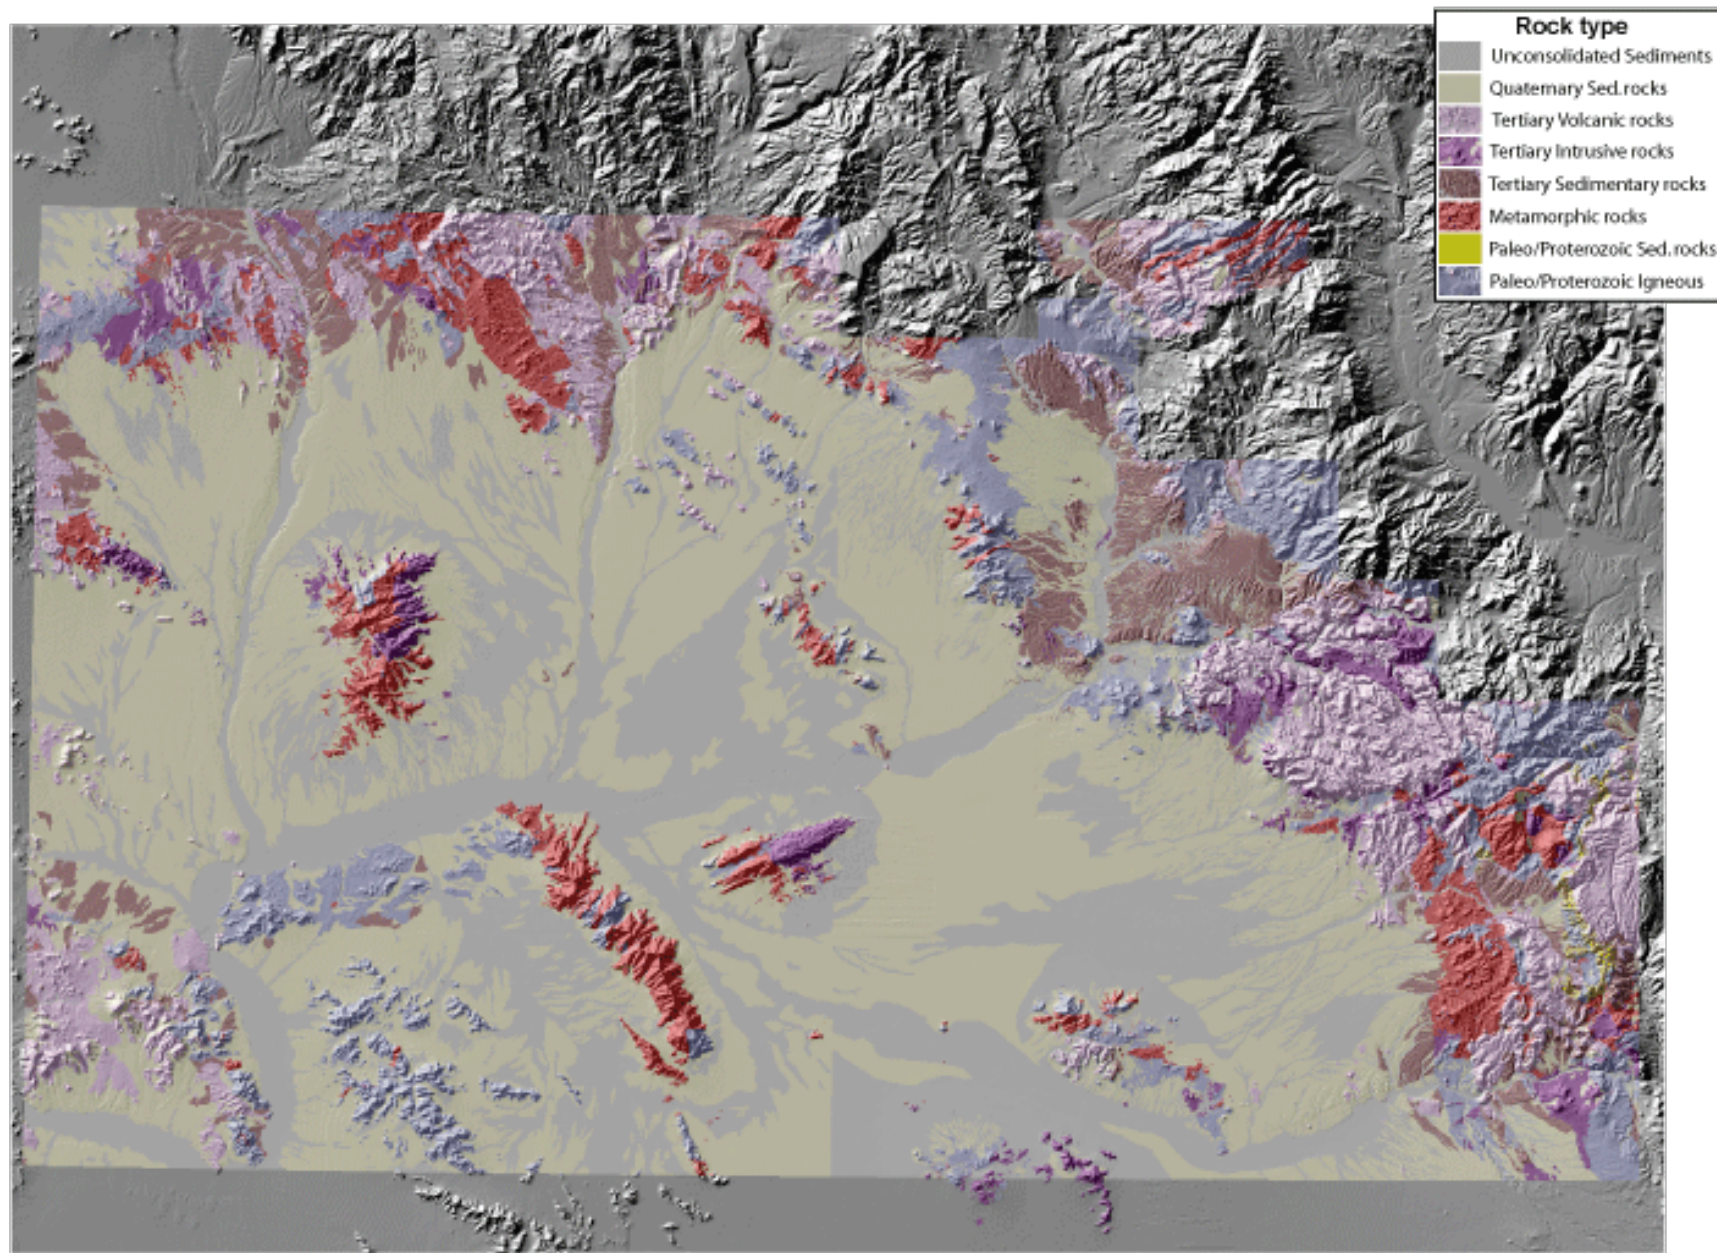 Rock type
Unconsolidated Sediments
Quaternary Sed. rocks
Tertiary Volcanic rocks
Tertiary Intrusive rocks
Tertiary Sedimentary rocks
Metamorphic rocks
Paleo/Proterozoic Sed. rocks
Paleo/Proterozoic Igneous